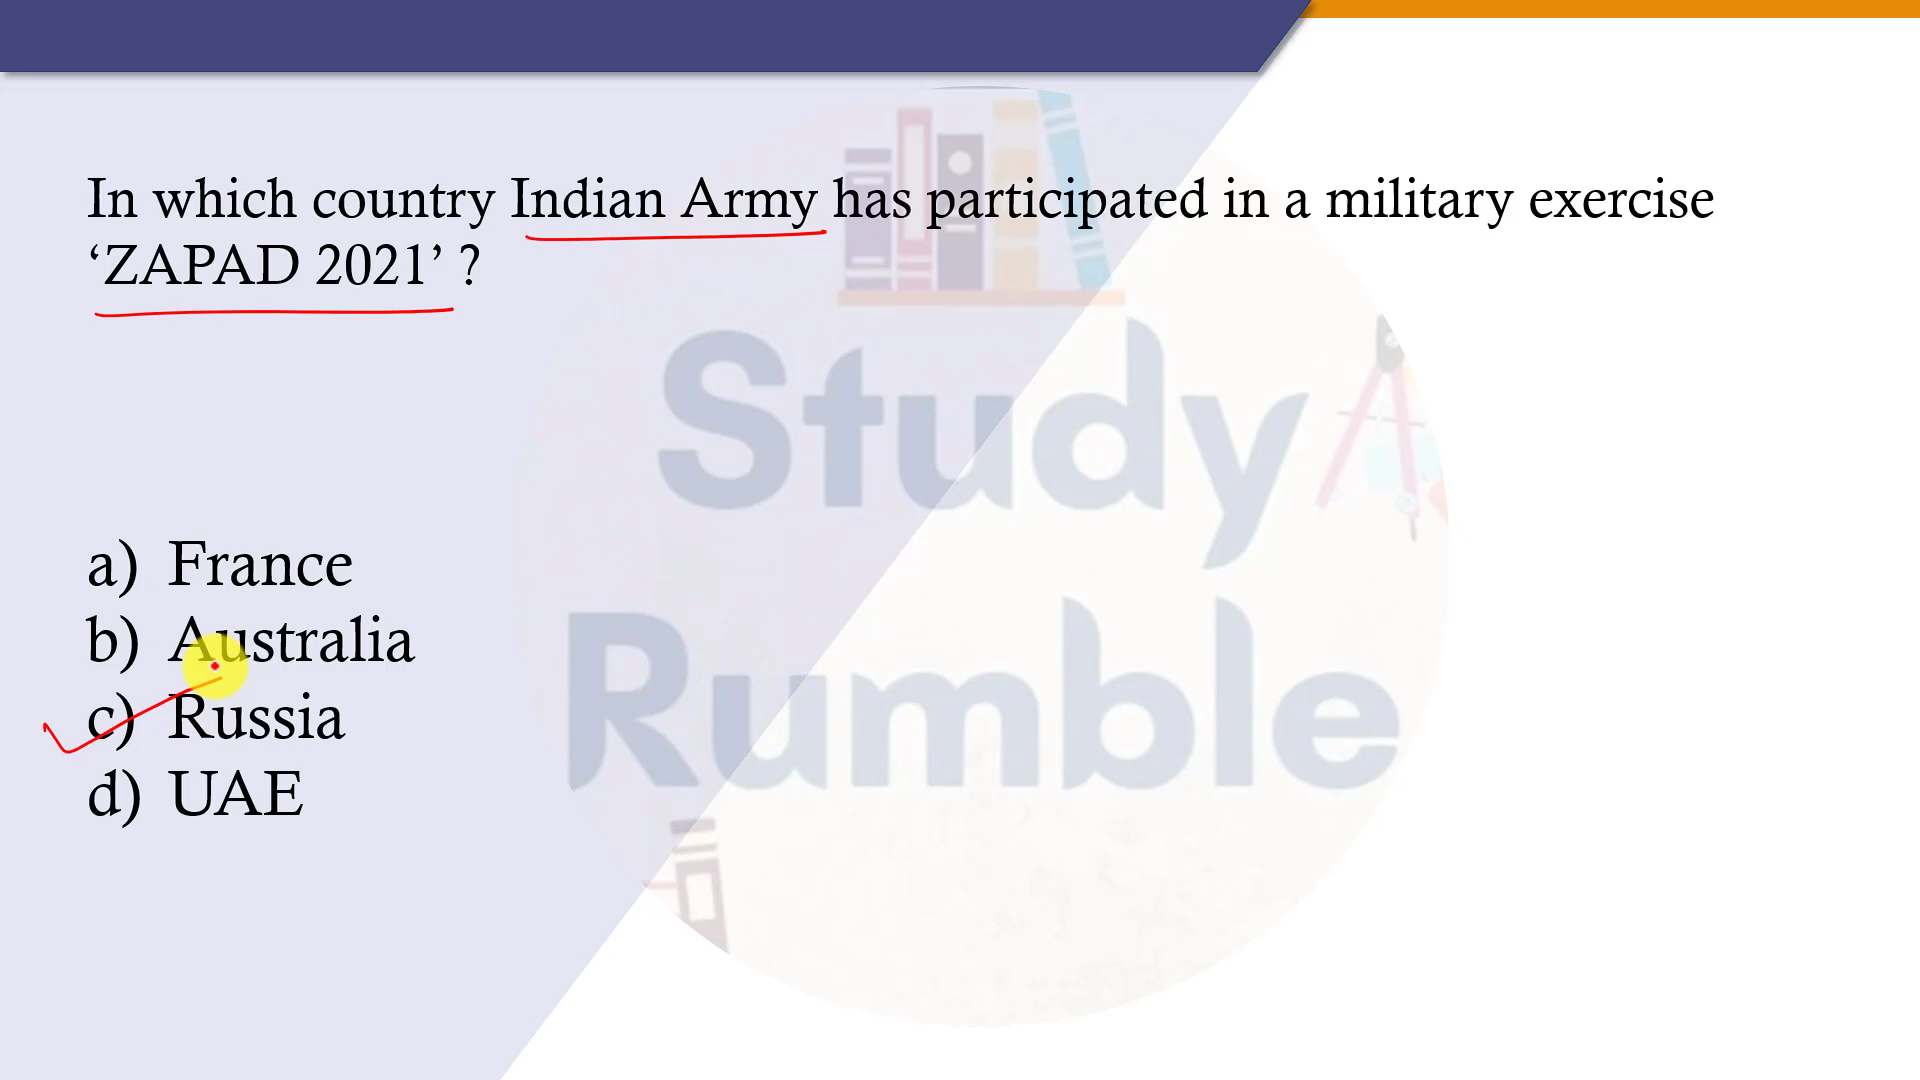 In which country Indian Army has participated in a military exercise
‘ZAPAD 2021’ ?
Study
Rumble
a) France
b) Australia
c) Russia
d) UAE